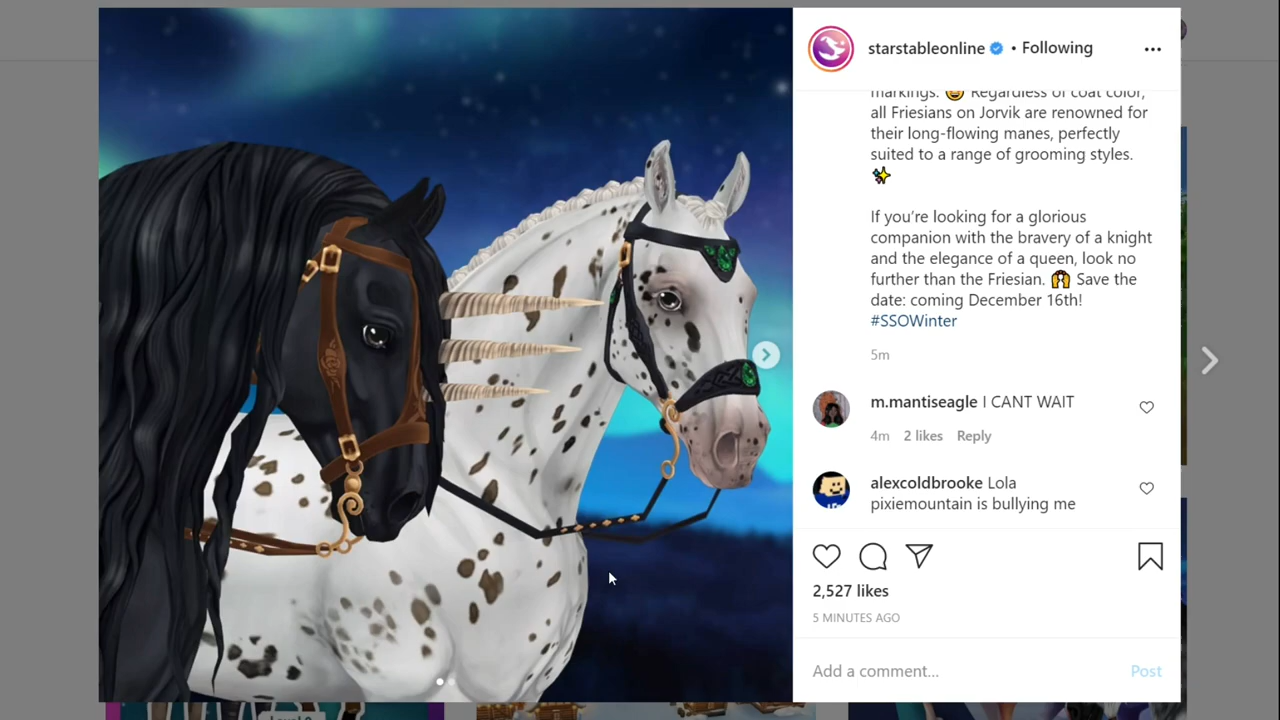 starstableonline • Following
markings. 😄 Regardless of coat color,
all Friesians on Jorvik are renowned for
their long-flowing manes, perfectly
suited to a range of grooming styles.
✨
If you’re looking for a glorious
companion with the bravery of a knight
and the elegance of a queen, look no
further than the Friesian. 🙌 Save the
date: coming December 16th!
#SSOWinter
5m
m.mantiseagle I CANT WAIT
4m 2 likes Reply
alexcoldbrooke Lola
pixiemountain is bullying me
2,527 likes
5 MINUTES AGO
Add a comment... Post